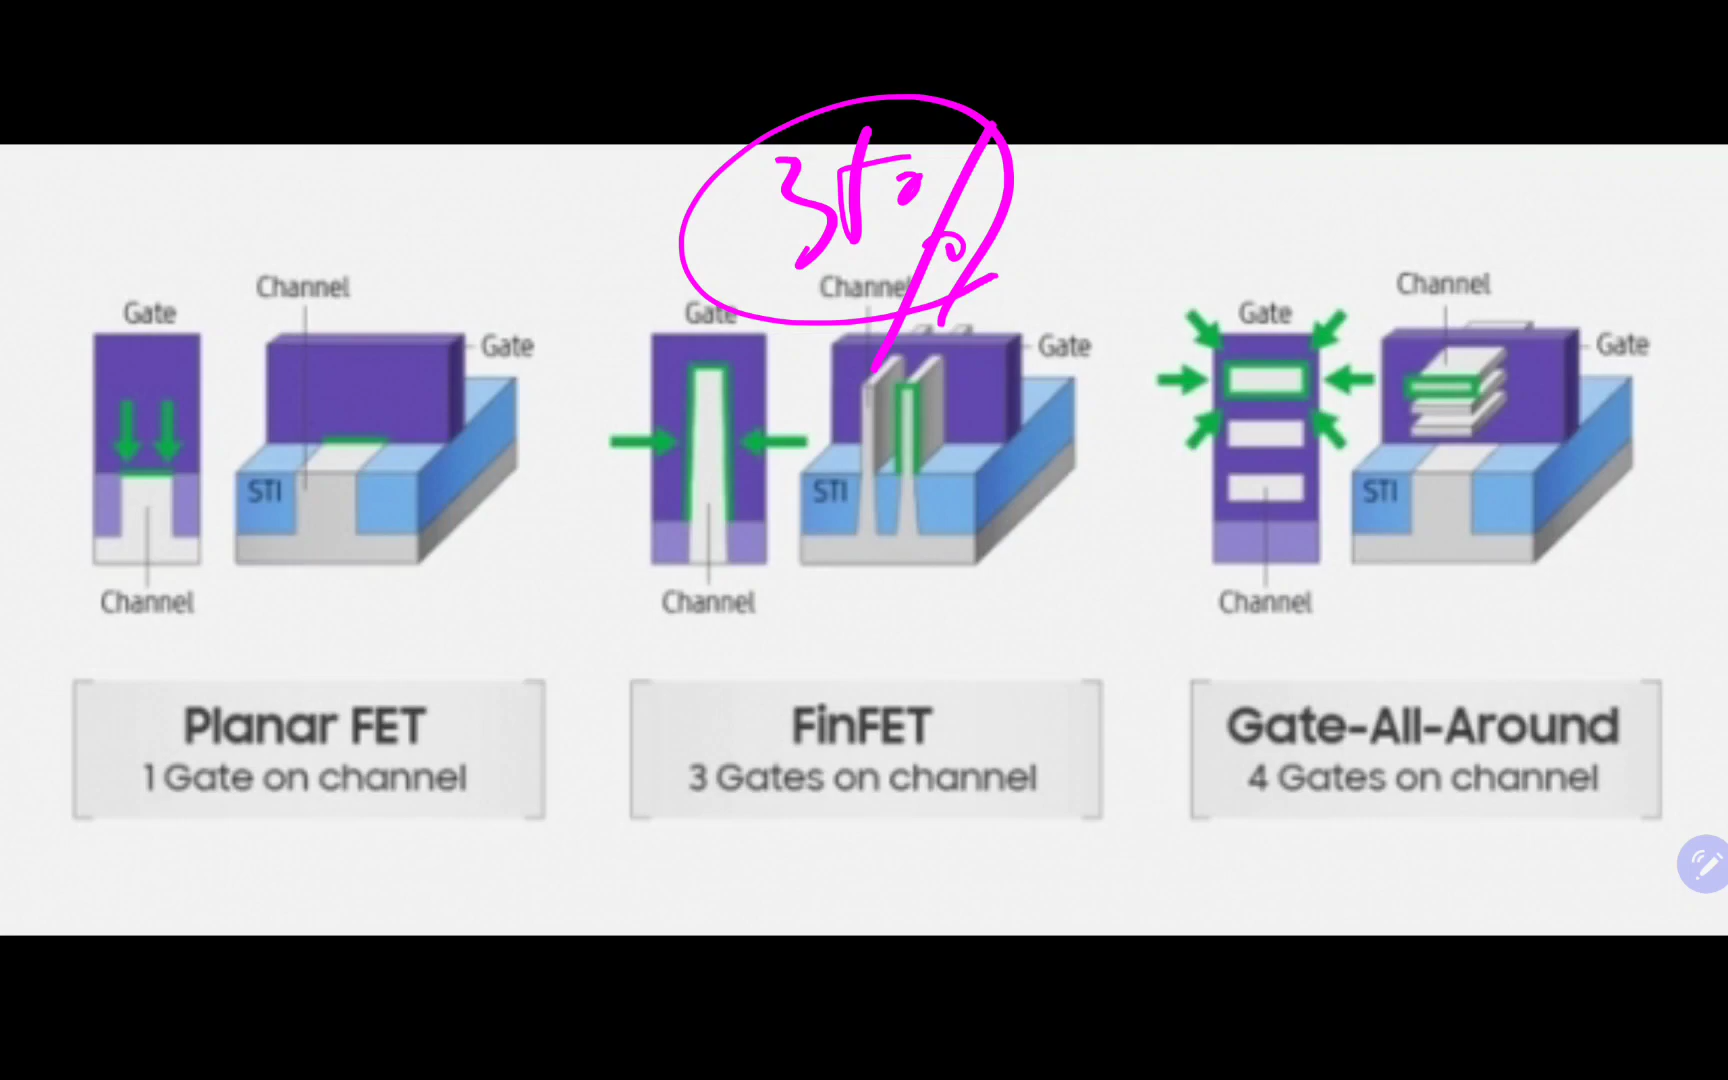 Channel
Gate
Gate
STI
Channel
Planar FET
1 Gate on channel
Channel
Gate
Gate
STI
Channel
FinFET
3 Gates on channel
Channel
Gate
Gate
STI
Channel
Gate-All-Around
4 Gates on channel